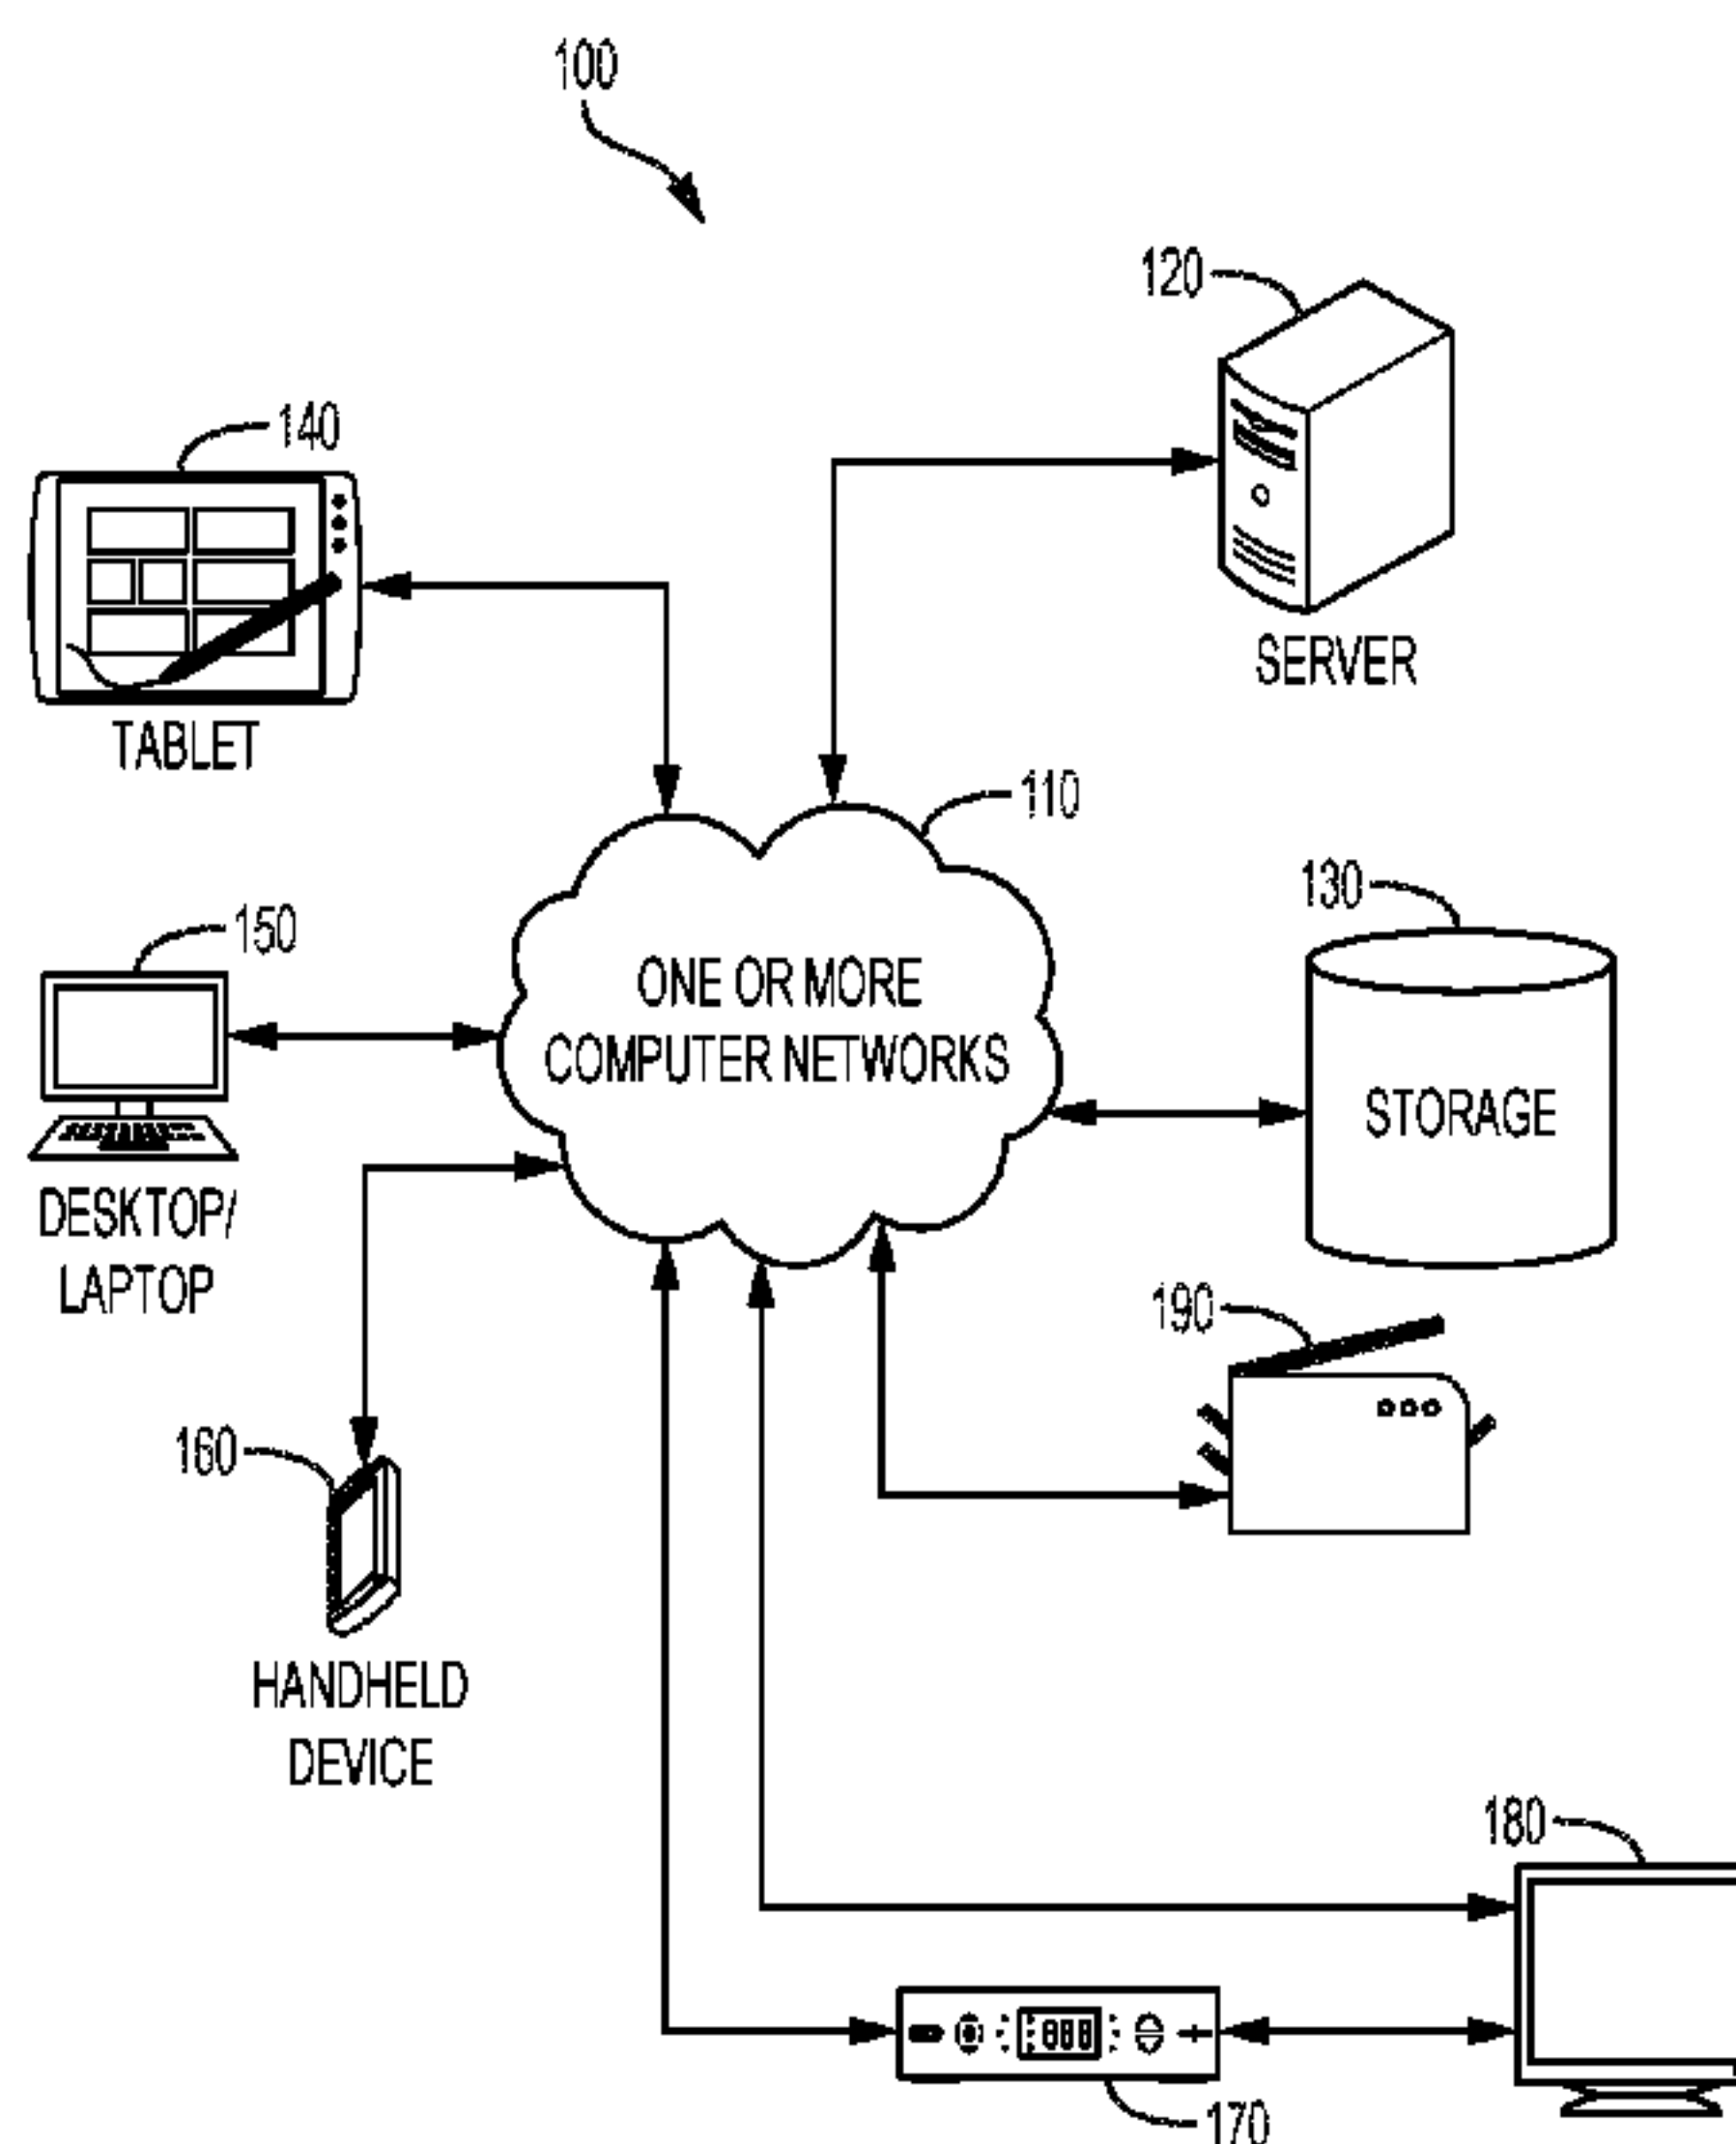 100
120
140
SERVER
TABLET
110
130
150
ONE OR MORE
COMPUTER NETWORKS
STORAGE
DESKTOP/
LAPTOP
190
160
HANDHELD
DEVICE
180
170